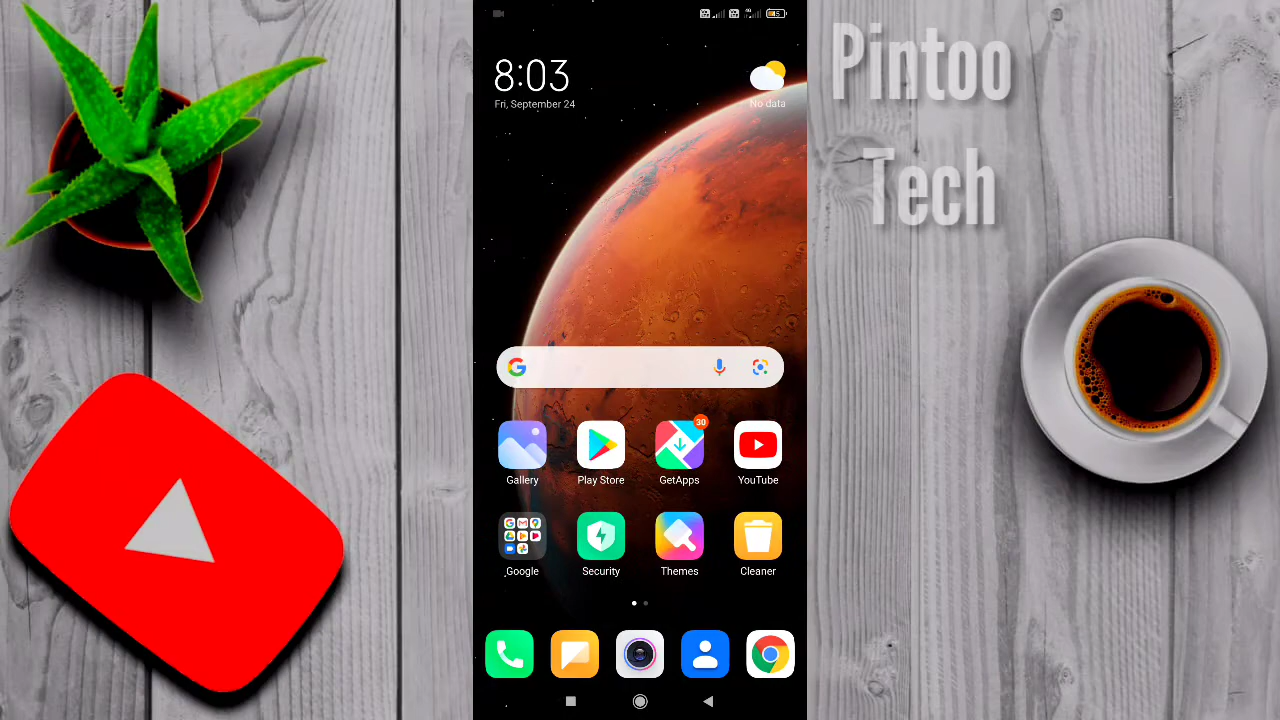 Pintoo
Tech
8:03
Fri, September 24
No data
30
Gallery
Play Store
GetApps
YouTube
Google
Security
Themes
Cleaner